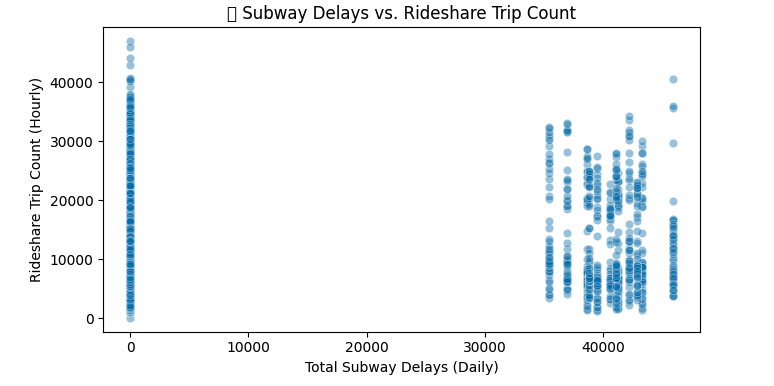 Subway Delays vs. Rideshare Trip Count
Rideshare Trip Count (Hourly)
40000
30000
20000
10000
0
0 10000 20000 30000 40000
Total Subway Delays (Daily)